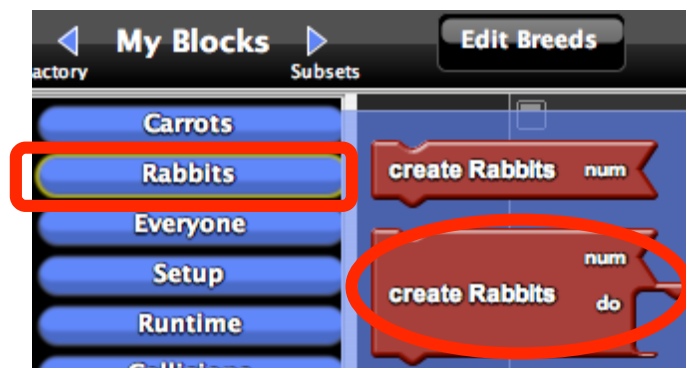 My Blocks
Edit Breeds
actory
Subsets
Carrots
Rabbits
Everyone
Setup
Runtime
create Rabbits num
num
create Rabbits
do